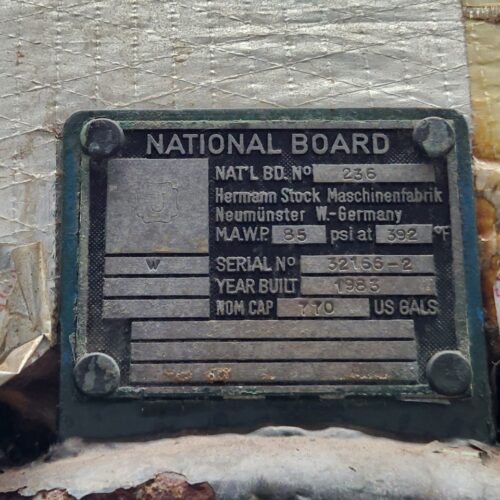 NATIONAL BOARD
NAT'L BD. Nº 236
Hermann Stock Maschinenfabrik
Neumünster W.-Germany
M.A.W.P. 85 psi at 392 °F
W
SERIAL Nº 32166-2
YEAR BUILT 1983
NOM CAP 770 US GALS